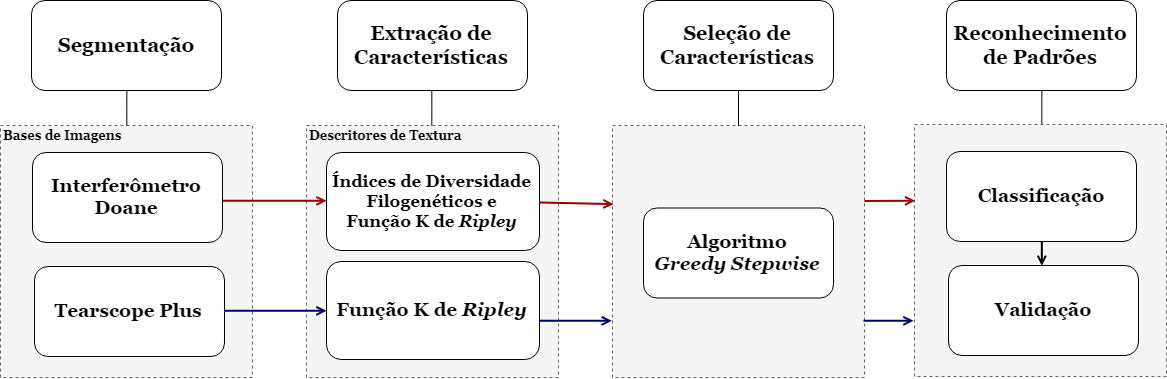 Segmentação
Extração de
Características
Seleção de
Características
Reconhecimento
de Padrões
Bases de Imagens
Interferômetro
Doane
Tearscope Plus
Descritores de Textura
Índices de Diversidade
Filogenéticos e
Função K de Ripley
Função K de Ripley
Algoritmo
Greedy Stepwise
Classificação
Validação